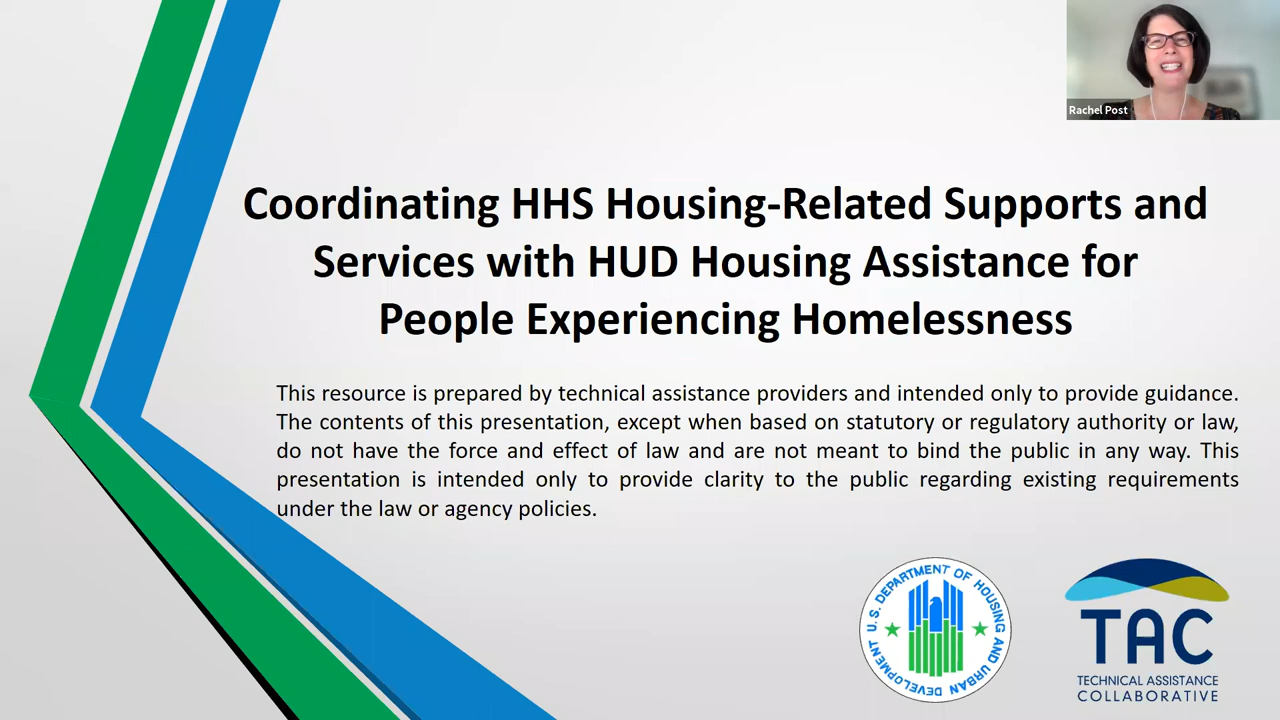 Rachel Post
Coordinating HHS Housing-Related Supports and
Services with HUD Housing Assistance for
People Experiencing Homelessness
This resource is prepared by technical assistance providers and intended only to provide guidance.
The contents of this presentation, except when based on statutory or regulatory authority or law,
do not have the force and effect of law and are not meant to bind the public in any way. This
presentation is intended only to provide clarity to the public regarding existing requirements
under the law or agency policies.
U.S. DEPARTMENT OF HOUSING AND URBAN DEVELOPMENT
TAC
TECHNICAL ASSISTANCE
COLLABORATIVE